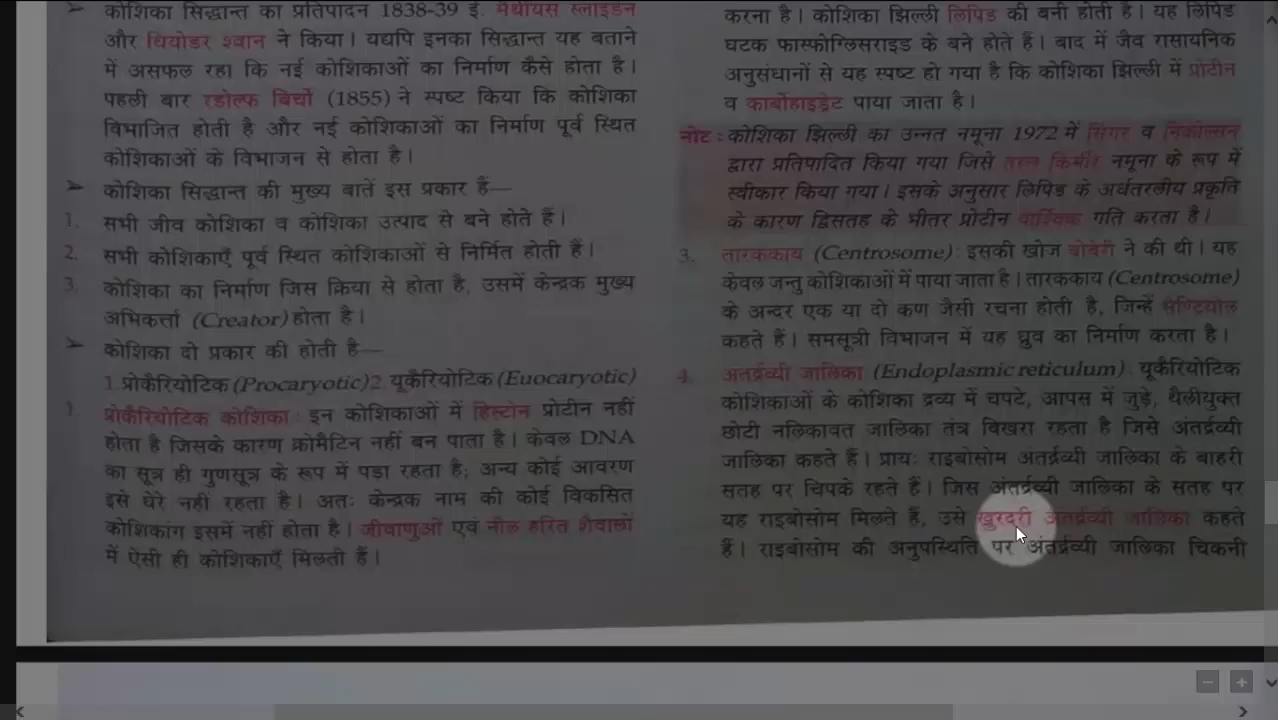 कोशिका सिद्धान्त का प्रतिपादन 1838-39 ई. मैथीयस स्लाइडन
और थियोडर श्वान ने किया। यद्यपि इनका सिद्धान्त यह बताने
में असफल रहा कि नई कोशिकाओं का निर्माण कैसे होता है।
पहली बार रडोल्फ बिर्चो (1855) ने स्पष्ट किया कि कोशिका
विभाजित होती है और नई कोशिकाओं का निर्माण पूर्व स्थित
कोशिकाओं के विभाजन से होता है।
➤ कोशिका सिद्धान्त की मुख्य बातें इस प्रकार हैं—
1. सभी जीव कोशिका व कोशिका उत्पाद से बने होते हैं।
2. सभी कोशिकाएँ पूर्व स्थित कोशिकाओं से निर्मित होती हैं।
3. कोशिका का निर्माण जिस क्रिया से होता है, उसमें केन्द्रक मुख्य
अभिकर्त्ता (Creator) होता है।
➤ कोशिका दो प्रकार की होती है—
1. प्रोकैरियोटिक (Procaryotic) 2. यूकैरियोटिक (Euocaryotic)
1. प्रोकैरियोटिक कोशिका : इन कोशिकाओं में हिस्टोन प्रोटीन नहीं
होता है जिसके कारण क्रोमैटिन नहीं बन पाता है। केवल DNA
का सूत्र ही गुणसूत्र के रूप में पड़ा रहता है; अन्य कोई आवरण
इसे घेरे नहीं रहता है। अतः केन्द्रक नाम की कोई विकसित
कोशिकांग इसमें नहीं होता है। जीवाणुओं एवं नील हरित शैवालों
में ऐसी ही कोशिकाएँ मिलती हैं।
करना है। कोशिका झिल्ली लिपिड की बनी होती है। यह लिपिड
घटक फास्फोग्लिसराइड के बने होते हैं। बाद में जैव रासायनिक
अनुसंधानों से यह स्पष्ट हो गया है कि कोशिका झिल्ली में प्रोटीन
व कार्बोहाइड्रेट पाया जाता है।
नोट : कोशिका झिल्ली का उन्नत नमूना 1972 में सिंगर व निकोल्सन
द्वारा प्रतिपादित किया गया जिसे तरल किर्मीर नमूना के रूप में
स्वीकार किया गया। इसके अनुसार लिपिड के अर्धतरलीय प्रकृति
के कारण द्विसतह के भीतर प्रोटीन पार्श्विक गति करता है।
3. तारककाय (Centrosome) : इसकी खोज बोबेरी ने की थी। यह
केवल जन्तु कोशिकाओं में पाया जाता है। तारककाय (Centrosome)
के अन्दर एक या दो कण जैसी रचना होती है, जिन्हें सेण्ट्रियोल
कहते हैं। समसूत्री विभाजन में यह ध्रुव का निर्माण करता है।
4. अंतर्द्रव्यी जालिका (Endoplasmic reticulum) : यूकैरियोटिक
कोशिकाओं के कोशिका द्रव्य में चपटे, आपस में जुड़े, थैलीयुक्त
छोटी नलिकावत जालिका तंत्र बिखरा रहता है जिसे अंतर्द्रव्यी
जालिका कहते हैं। प्रायः राइबोसोम अंतर्द्रव्यी जालिका के बाहरी
सतह पर चिपके रहते हैं। जिस अंतर्द्रव्यी जालिका के सतह पर
यह राइबोसोम मिलते हैं, उसे खुरदरी अंतर्द्रव्यी जालिका कहते
हैं। राइबोसोम की अनुपस्थिति पर अंतर्द्रव्यी जालिका चिकनी